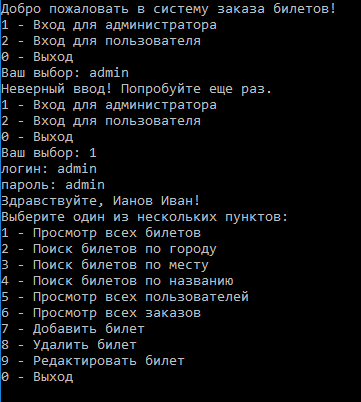 Добро пожаловать в систему заказа билетов!
1 - Вход для администратора
2 - Вход для пользователя
0 - Выход
Ваш выбор: admin
Неверный ввод! Попробуйте еще раз.
1 - Вход для администратора
2 - Вход для пользователя
0 - Выход
Ваш выбор: 1
логин: admin
пароль: admin
Здравствуйте, Ианов Иван!
Выберите один из нескольких пунктов:
1 - Просмотр всех билетов
2 - Поиск билетов по городу
3 - Поиск билетов по месту
4 - Поиск билетов по названию
5 - Просмотр всех пользователей
6 - Просмотр всех заказов
7 - Добавить билет
8 - Удалить билет
9 - Редактировать билет
0 - Выход